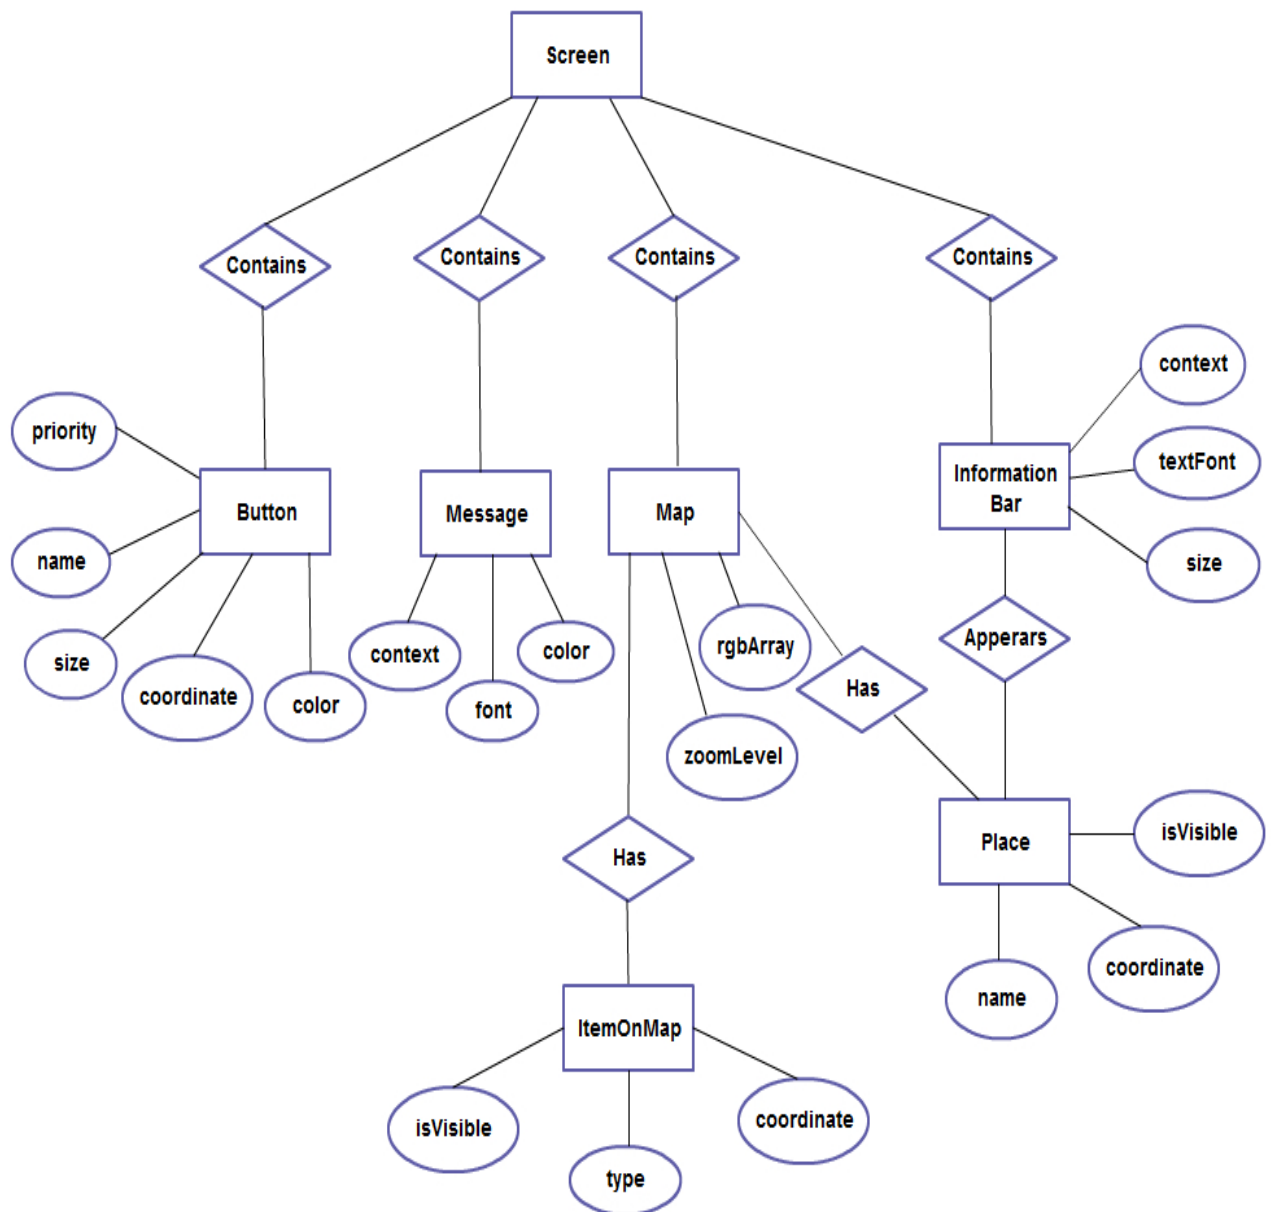 Screen
Contains
Contains
Contains
Contains
context
priority
textFont
Information
Bar
Button
Message
Map
name
size
Apperars
context
color
rgbArray
size
Has
coordinate
color
font
zoomLevel
isVisible
Place
Has
coordinate
name
ItemOnMap
isVisible
coordinate
type